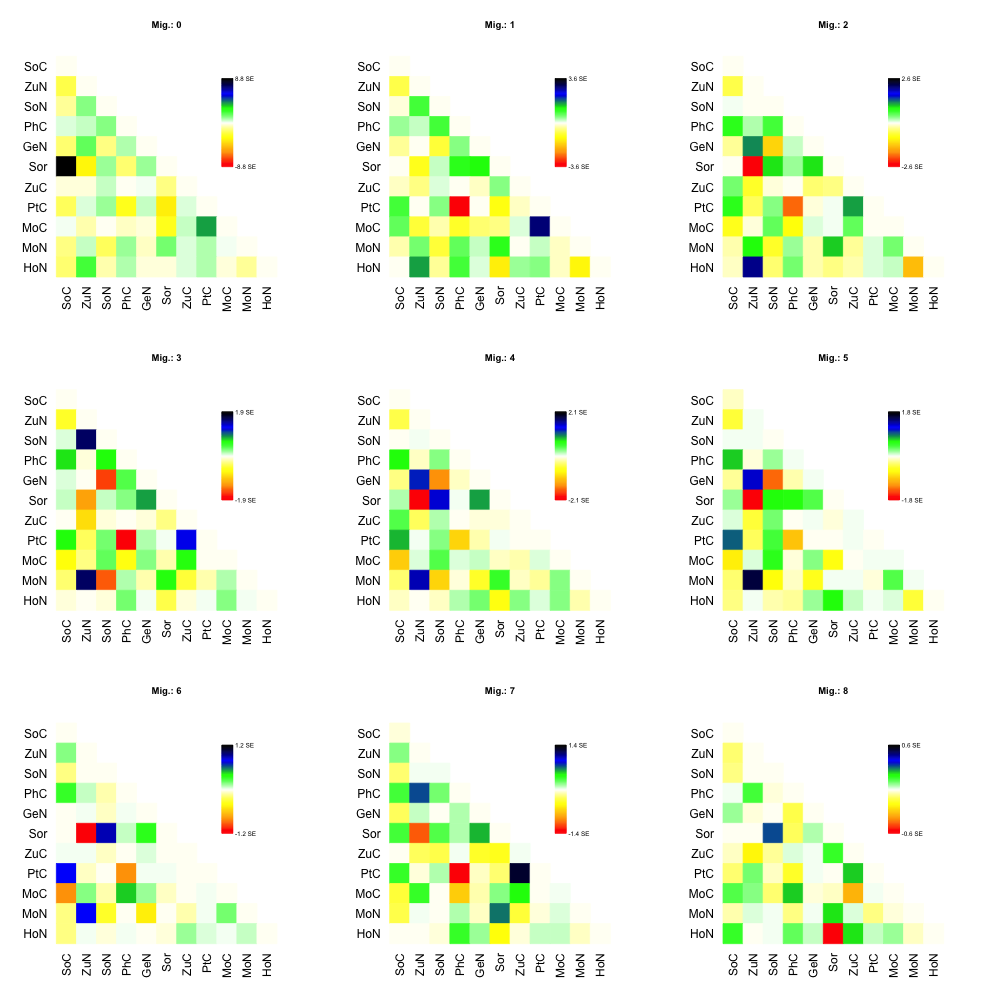 Mig.: 0
8.8 SE
-8.8 SE
SoC
ZuN
SoN
PhC
GeN
Sor
ZuC
PtC
MoC
MoN
HoN
SoC ZuN SoN PhC GeN Sor ZuC PtC MoC MoN HoN
Mig.: 1
3.6 SE
-3.6 SE
SoC
ZuN
SoN
PhC
GeN
Sor
ZuC
PtC
MoC
MoN
HoN
SoC ZuN SoN PhC GeN Sor ZuC PtC MoC MoN HoN
Mig.: 2
2.6 SE
-2.6 SE
SoC
ZuN
SoN
PhC
GeN
Sor
ZuC
PtC
MoC
MoN
HoN
SoC ZuN SoN PhC GeN Sor ZuC PtC MoC MoN HoN
Mig.: 3
1.9 SE
-1.9 SE
SoC
ZuN
SoN
PhC
GeN
Sor
ZuC
PtC
MoC
MoN
HoN
SoC ZuN SoN PhC GeN Sor ZuC PtC MoC MoN HoN
Mig.: 4
2.1 SE
-2.1 SE
SoC
ZuN
SoN
PhC
GeN
Sor
ZuC
PtC
MoC
MoN
HoN
SoC ZuN SoN PhC GeN Sor ZuC PtC MoC MoN HoN
Mig.: 5
1.8 SE
-1.8 SE
SoC
ZuN
SoN
PhC
GeN
Sor
ZuC
PtC
MoC
MoN
HoN
SoC ZuN SoN PhC GeN Sor ZuC PtC MoC MoN HoN
Mig.: 6
1.2 SE
-1.2 SE
SoC
ZuN
SoN
PhC
GeN
Sor
ZuC
PtC
MoC
MoN
HoN
SoC ZuN SoN PhC GeN Sor ZuC PtC MoC MoN HoN
Mig.: 7
1.4 SE
-1.4 SE
SoC
ZuN
SoN
PhC
GeN
Sor
ZuC
PtC
MoC
MoN
HoN
SoC ZuN SoN PhC GeN Sor ZuC PtC MoC MoN HoN
Mig.: 8
0.6 SE
-0.6 SE
SoC
ZuN
SoN
PhC
GeN
Sor
ZuC
PtC
MoC
MoN
HoN
SoC ZuN SoN PhC GeN Sor ZuC PtC MoC MoN HoN